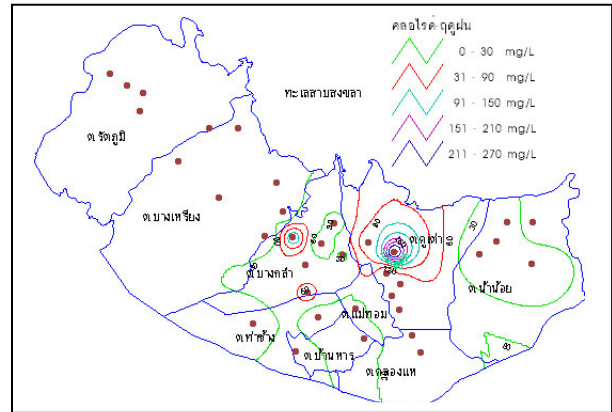 คลอไรด์-ฤดูฝน
0 - 30 mg/L
31 - 90 mg/L
91 - 150 mg/L
151 - 210 mg/L
211 - 270 mg/L
ทะเลสาบสงขลา
ต.รัตภูมิ
ต.บางเหรียง
ต.คูเต่า
ต.บางกล่ำ
ต.น้ำน้อย
ต.แม่ทอม
ต.ท่าช้าง
ต.บ้านหาร
ต.คลองแห
30
60